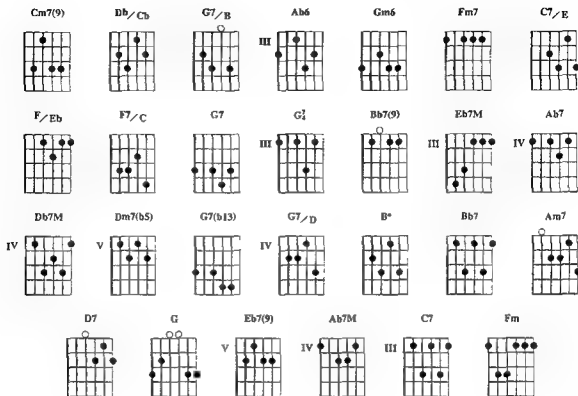 Cm7(9) Db/Cb G7/B Ab6 Gm6 Fm7 C7/E
III
F/Eb F7/C G7 G7/4 Bb7(9) Eb7M Ab7
III III IV
Db7M Dm7(b5) G7(b13) G7/D B° Bb7 Am7
IV V IV
D7 G Eb7(9) Ab7M C7 Fm
V IV III